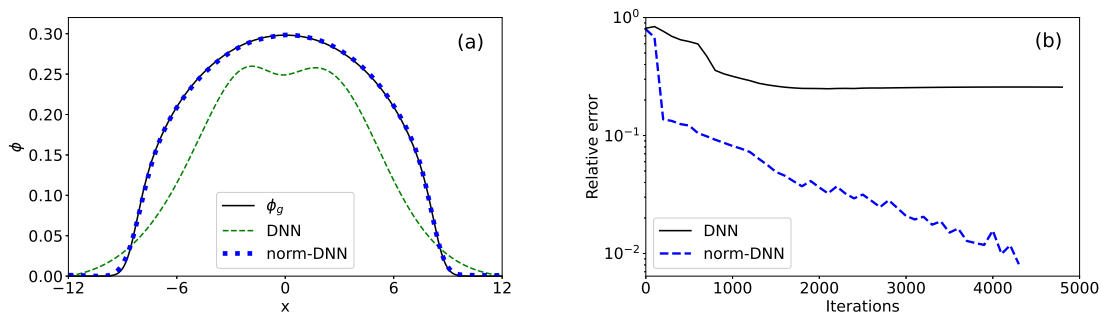 (a)
ϕ
0.30
0.25
0.20
0.15
0.10
0.05
0.00
ϕg
DNN
norm-DNN
−12 −6 0 6 12
x
(b)
Relative error
10⁰
10⁻¹
10⁻²
DNN
norm-DNN
0 1000 2000 3000 4000 5000
Iterations